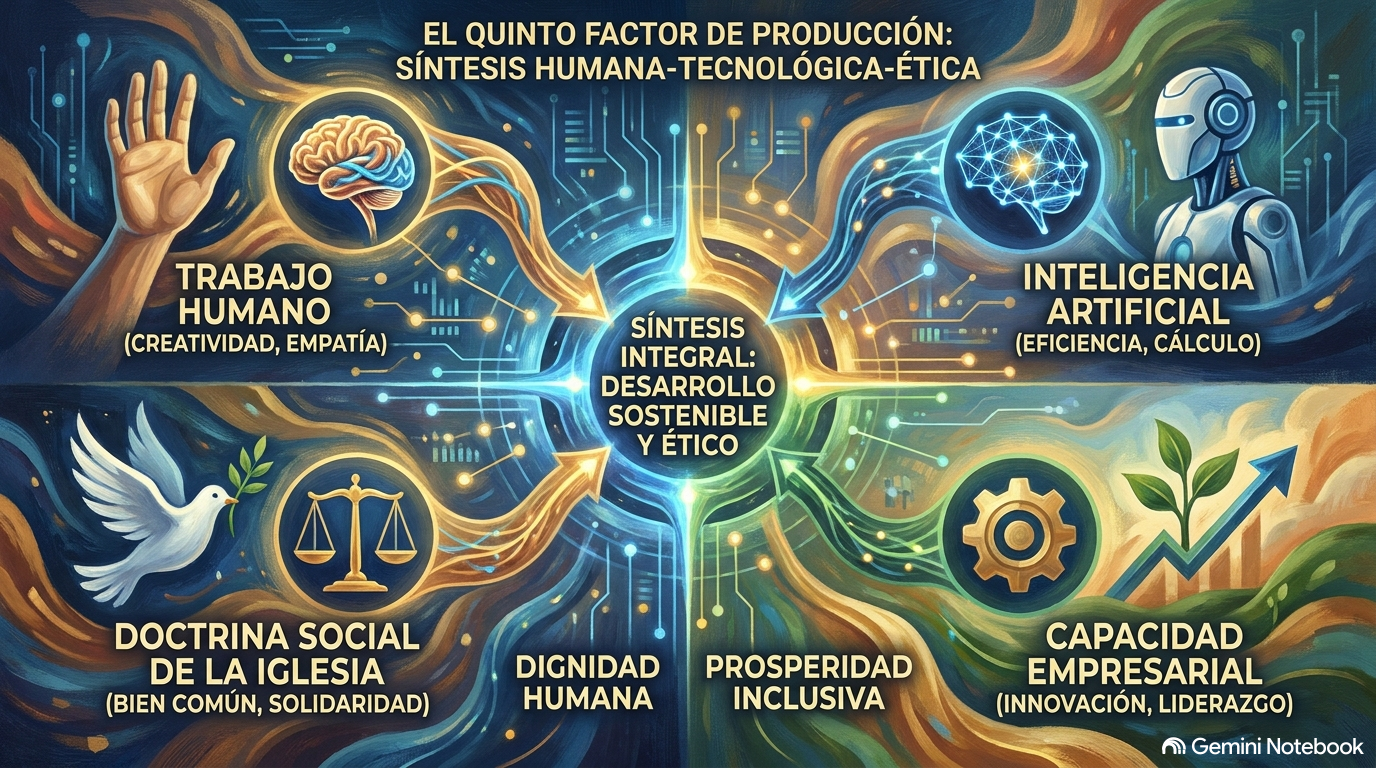 EL QUINTO FACTOR DE PRODUCCIÓN:
SÍNTESIS HUMANA-TECNOLÓGICA-ÉTICA
TRABAJO
HUMANO
(CREATIVIDAD, EMPATÍA)
INTELIGENCIA
ARTIFICIAL
(EFICIENCIA, CÁLCULO)
SÍNTESIS
INTEGRAL:
DESARROLLO
SOSTENIBLE
Y ÉTICO
DOCTRINA SOCIAL
DE LA IGLESIA
(BIEN COMÚN, SOLIDARIDAD)
DIGNIDAD
HUMANA
PROSPERIDAD
INCLUSIVA
CAPACIDAD
EMPRESARIAL
(INNOVACIÓN, LIDERAZGO)
Gemini Notebook